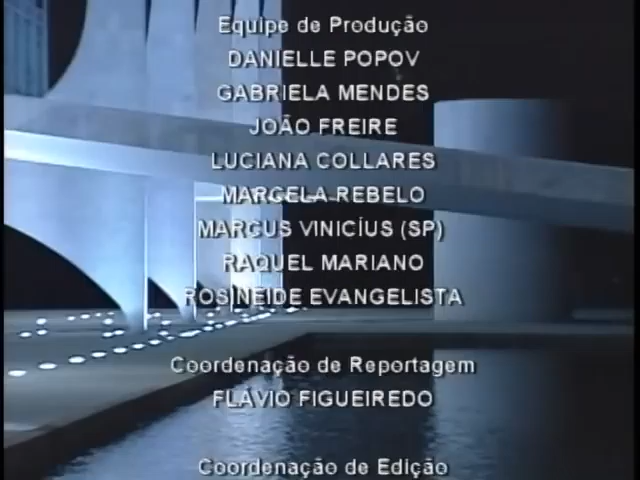 Equipe de Produção
DANIELLE POPOV
GABRIELA MENDES
JOÃO FREIRE
LUCIANA COLLARES
MARCELA REBELO
MARCUS VINICÍUS (SP)
RAQUEL MARIANO
ROSINEIDE EVANGELISTA
Coordenação de Reportagem
FLÁVIO FIGUEIREDO
Coordenação de Edição